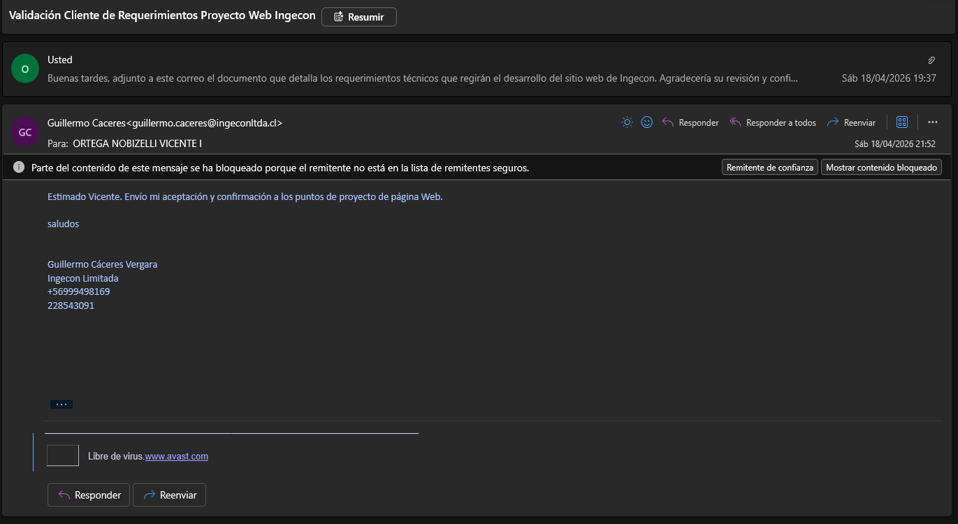 Validación Cliente de Requerimientos Proyecto Web Ingecon Resumir
O
Usted
Buenas tardes, adjunto a este correo el documento que detalla los requerimientos técnicos que regirán el desarrollo del sitio web de Ingecon. Agradecería su revisión y confi... Sáb 18/04/2026 19:37
GC
Guillermo Caceres<guillermo.caceres@ingeconltda.cl> Responder Responder a todos Reenviar
Para: ORTEGA NOBIZELLI VICENTE I Sáb 18/04/2026 21:52
Parte del contenido de este mensaje se ha bloqueado porque el remitente no está en la lista de remitentes seguros. Remitente de confianza Mostrar contenido bloqueado
Estimado Vicente. Envío mi aceptación y confirmación a los puntos de proyecto de página Web.
saludos
Guillermo Cáceres Vergara
Ingecon Limitada
+56999498169
228543091
Libre de virus.www.avast.com
Responder Reenviar